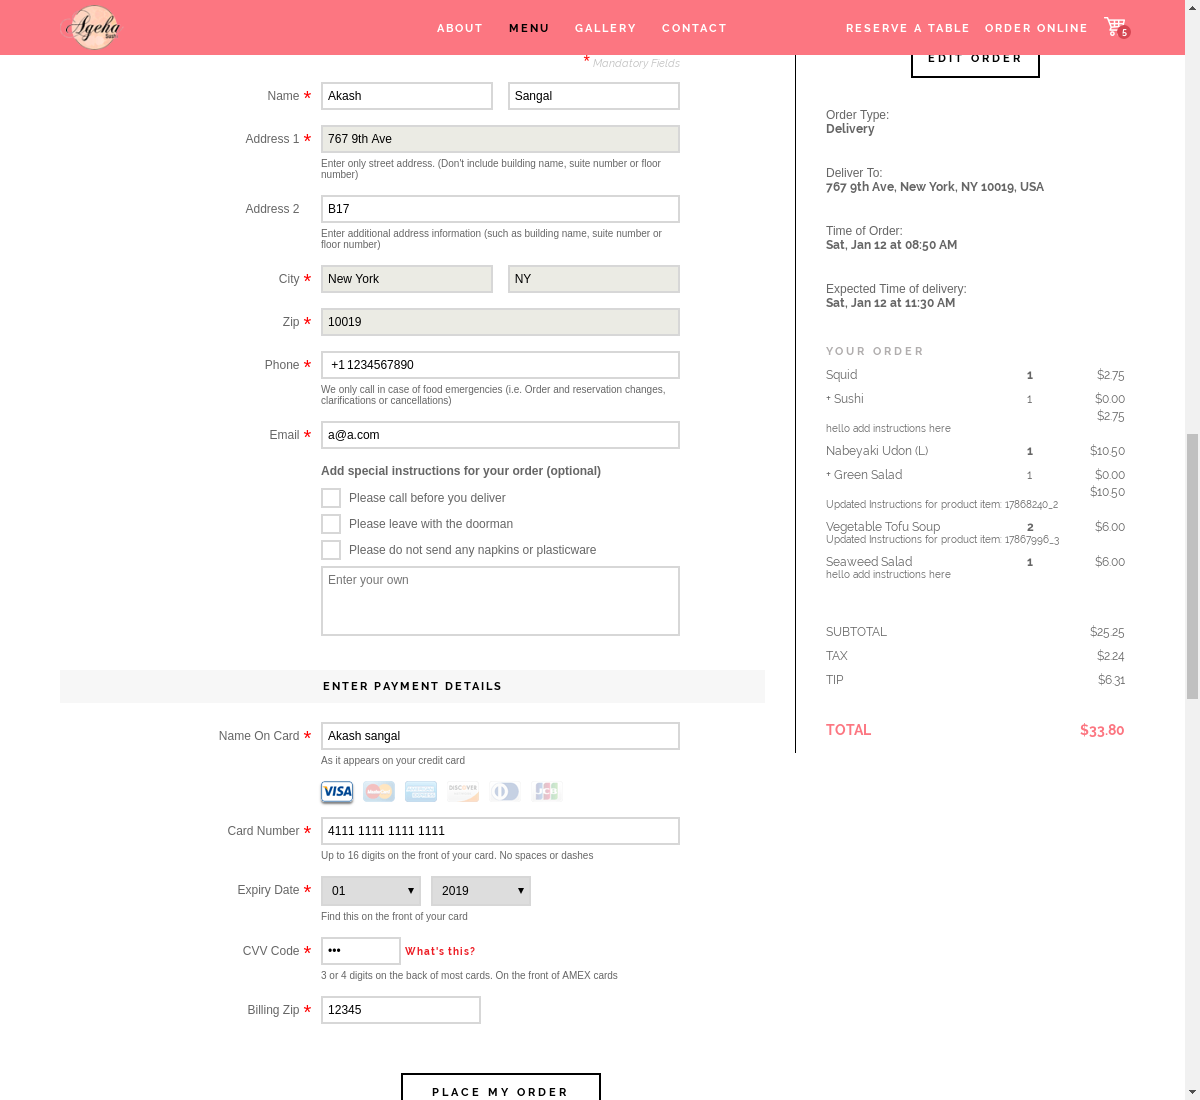 Ageha
ABOUT MENU GALLERY CONTACT RESERVE A TABLE ORDER ONLINE 5
* Mandatory Fields
Name * Akash Sangal
Address 1 * 767 9th Ave
Enter only street address. (Don't include building name, suite number or floor
number)
Address 2 B17
Enter additional address information (such as building name, suite number or
floor number)
City * New York NY
Zip * 10019
Phone * +1 1234567890
We only call in case of food emergencies (i.e. Order and reservation changes,
clarifications or cancellations)
Email * a@a.com
Add special instructions for your order (optional)
Please call before you deliver
Please leave with the doorman
Please do not send any napkins or plasticware
Enter your own
ENTER PAYMENT DETAILS
Name On Card * Akash sangal
As it appears on your credit card
VISA MasterCard DISCOVER JCB
Card Number * 4111 1111 1111 1111
Up to 16 digits on the front of your card. No spaces or dashes
Expiry Date * 01 2019
Find this on the front of your card
CVV Code * ••• What's this?
3 or 4 digits on the back of most cards. On the front of AMEX cards
Billing Zip * 12345
PLACE MY ORDER
EDIT ORDER
Order Type:
Delivery
Deliver To:
767 9th Ave, New York, NY 10019, USA
Time of Order:
Sat, Jan 12 at 08:50 AM
Expected Time of delivery:
Sat, Jan 12 at 11:30 AM
YOUR ORDER
Squid 1 $2.75
+ Sushi 1 $0.00
$2.75
hello add instructions here
Nabeyaki Udon (L) 1 $10.50
+ Green Salad 1 $0.00
$10.50
Updated Instructions for product item: 17868240_2
Vegetable Tofu Soup 2 $6.00
Updated Instructions for product item: 17867996_3
Seaweed Salad 1 $6.00
hello add instructions here
SUBTOTAL $25.25
TAX $2.24
TIP $6.31
TOTAL $33.80